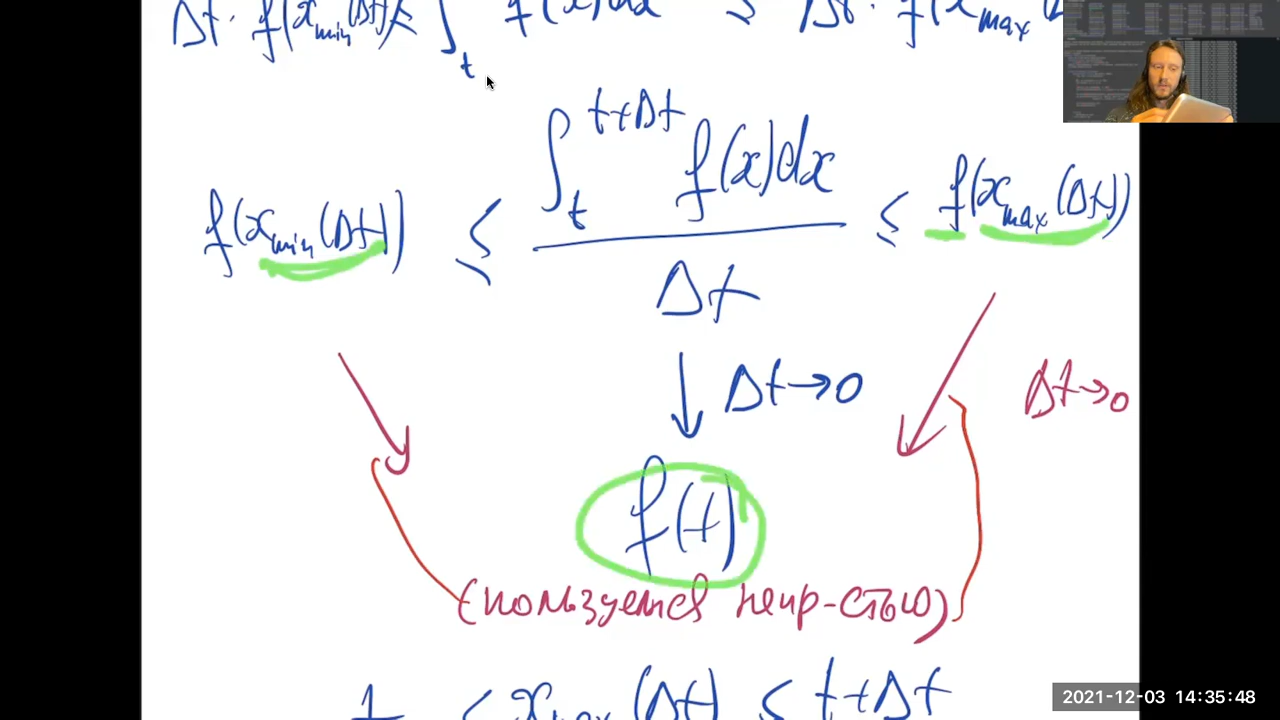 Δt · f(x_min(Δt)) ≤ ∫_t f(x)dx ≤ Δt · f(x_max
f(x_min(Δt)) ≤ ∫_t^{t+Δt} f(x)dx / Δt ≤ f(x_max(Δt))
Δt→0
Δt→0
f(t)
(пользуемся непр-стью)
t ≤ x_max(Δt) ≤ t+Δt
2021-12-03 14:35:48